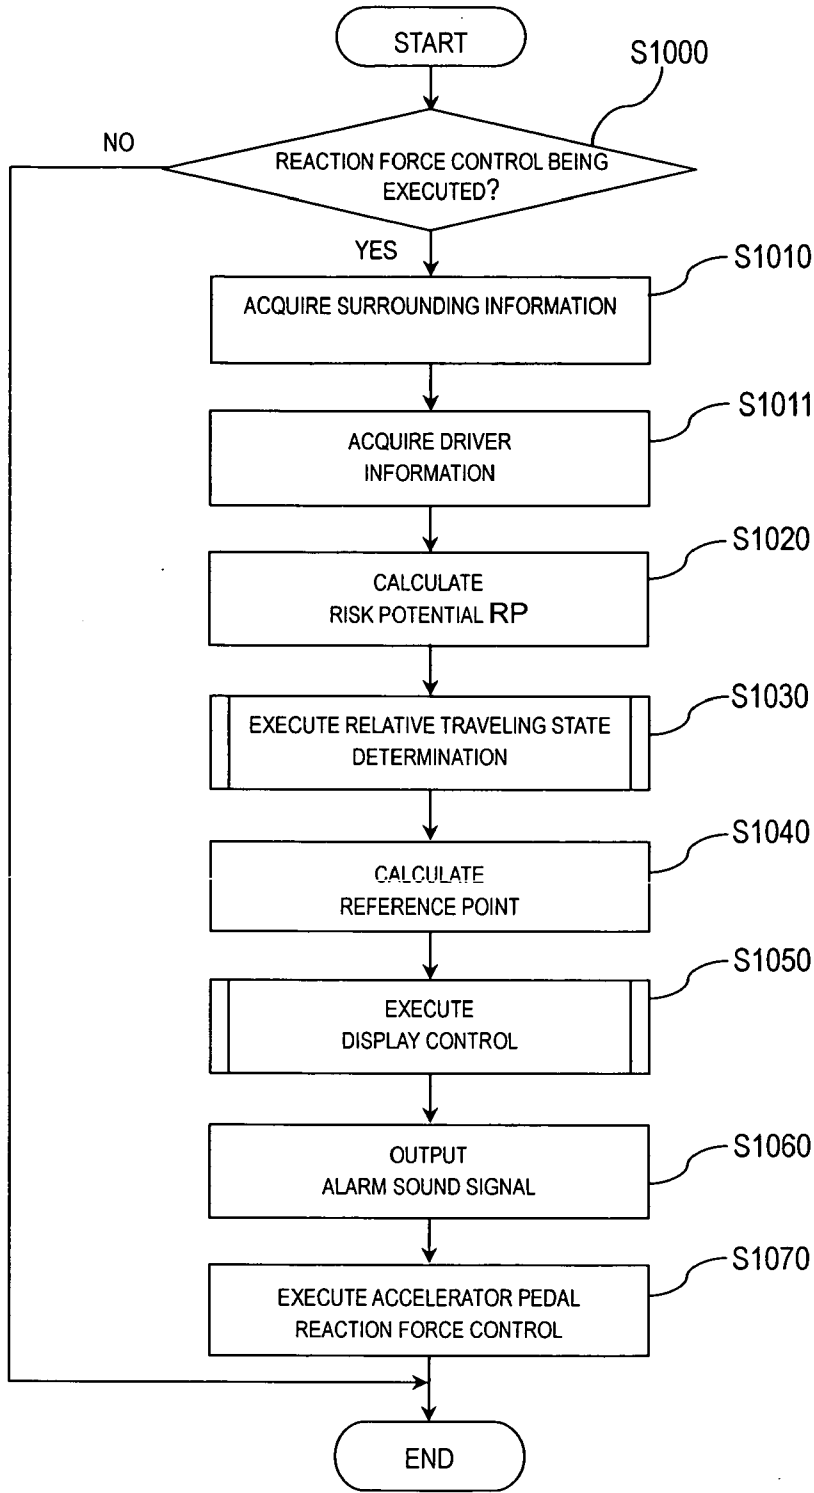 START
S1000
NO
REACTION FORCE CONTROL BEING
EXECUTED?
YES
S1010
ACQUIRE SURROUNDING INFORMATION
S1011
ACQUIRE DRIVER
INFORMATION
S1020
CALCULATE
RISK POTENTIAL RP
S1030
EXECUTE RELATIVE TRAVELING STATE
DETERMINATION
S1040
CALCULATE
REFERENCE POINT
S1050
EXECUTE
DISPLAY CONTROL
S1060
OUTPUT
ALARM SOUND SIGNAL
S1070
EXECUTE ACCELERATOR PEDAL
REACTION FORCE CONTROL
END